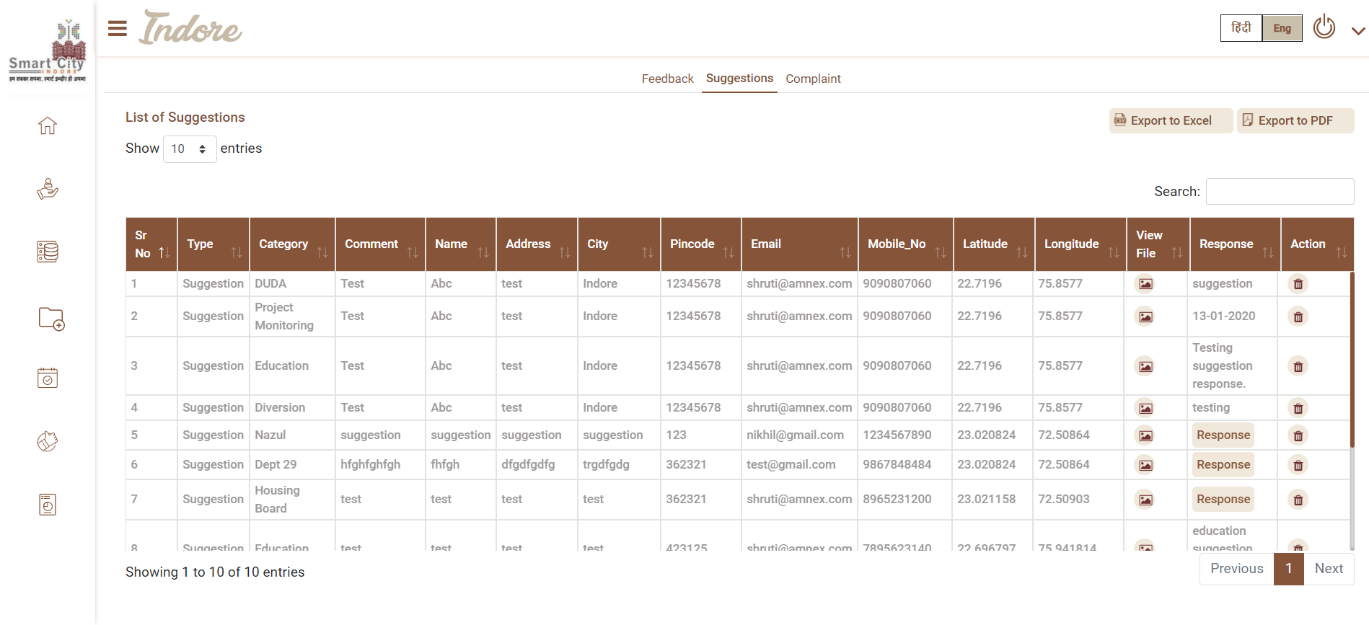 Smart City
INDORE
हम सबका सपना, स्मार्ट इन्दौर हो अपना
Indore
हिंदी Eng
Feedback Suggestions Complaint
List of Suggestions
Export to Excel Export to PDF
Show 10 entries
Search:
Sr No Type Category Comment Name Address City Pincode Email Mobile_No Latitude Longitude View File Response Action
1 Suggestion DUDA Test Abc test Indore 12345678 shruti@amnex.com 9090807060 22.7196 75.8577 suggestion
2 Suggestion Project Monitoring Test Abc test Indore 12345678 shruti@amnex.com 9090807060 22.7196 75.8577 13-01-2020
3 Suggestion Education Test Abc test Indore 12345678 shruti@amnex.com 9090807060 22.7196 75.8577 Testing suggestion response.
4 Suggestion Diversion Test Abc test Indore 12345678 shruti@amnex.com 9090807060 22.7196 75.8577 testing
5 Suggestion Nazul suggestion suggestion suggestion suggestion 123 nikhil@gmail.com 1234567890 23.020824 72.50864 Response
6 Suggestion Dept 29 hfghfghfgh fhfgh dfgdfgdfg trgdfgdg 362321 test@gmail.com 9867848484 23.020824 72.50864 Response
7 Suggestion Housing Board test test test test 362321 shruti@amnex.com 8965231200 23.021158 72.50903 Response
8 Suggestion Education test test test test 423125 shruti@amnex.com 7895623140 22.696797 75.941814 education suggestion
Showing 1 to 10 of 10 entries
Previous 1 Next